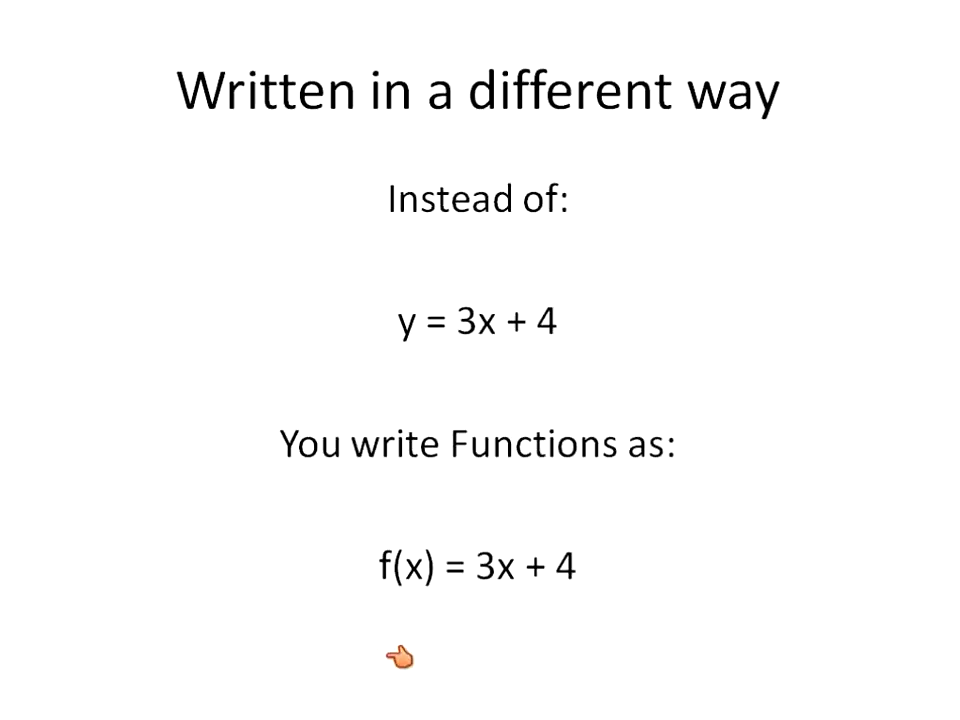 Written in a different way
Instead of:
y = 3x + 4
You write Functions as:
f(x) = 3x + 4